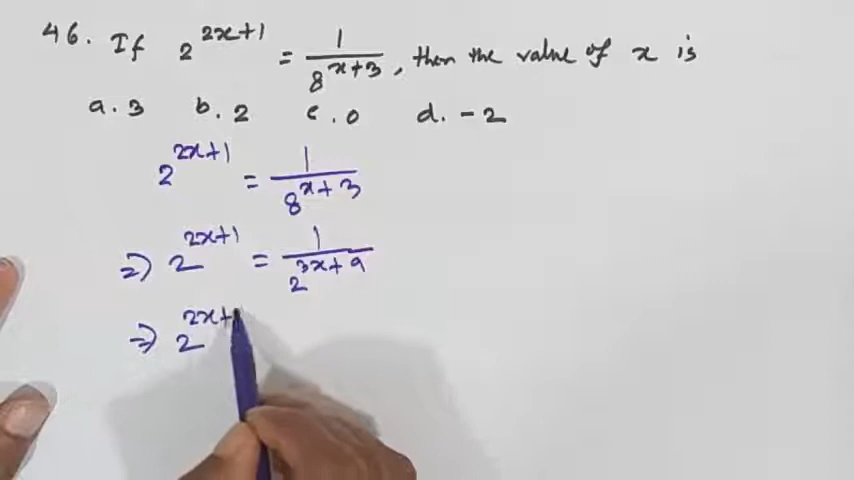 46. If 2^{2x+1} = 1/8^{x+3}, then the value of x is
a. 3 b. 2 c. 0 d. -2
2^{2x+1} = 1/8^{x+3}
⇒ 2^{2x+1} = 1/2^{3x+9}
⇒ 2^{2x+